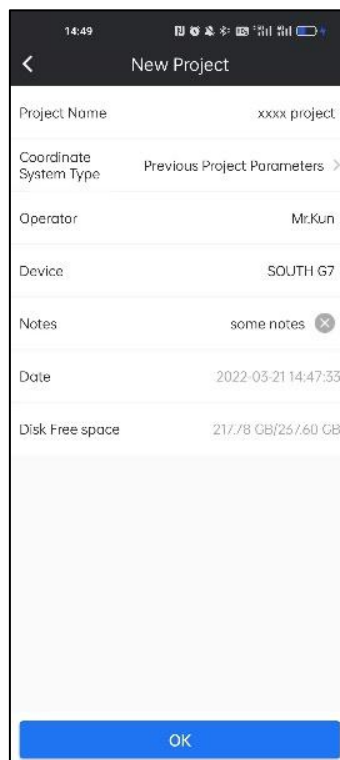 14:49
New Project
Project Name xxxx project
Coordinate
System Type
Previous Project Parameters
Operator Mr.Kun
Device SOUTH G7
Notes some notes
Date 2022-03-21 14:47:33
Disk Free space 217.78 GB/237.60 GB
OK